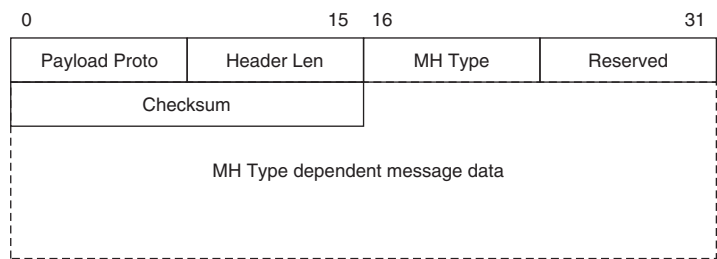 0 15 16 31
Payload Proto Header Len MH Type Reserved
Checksum
MH Type dependent message data